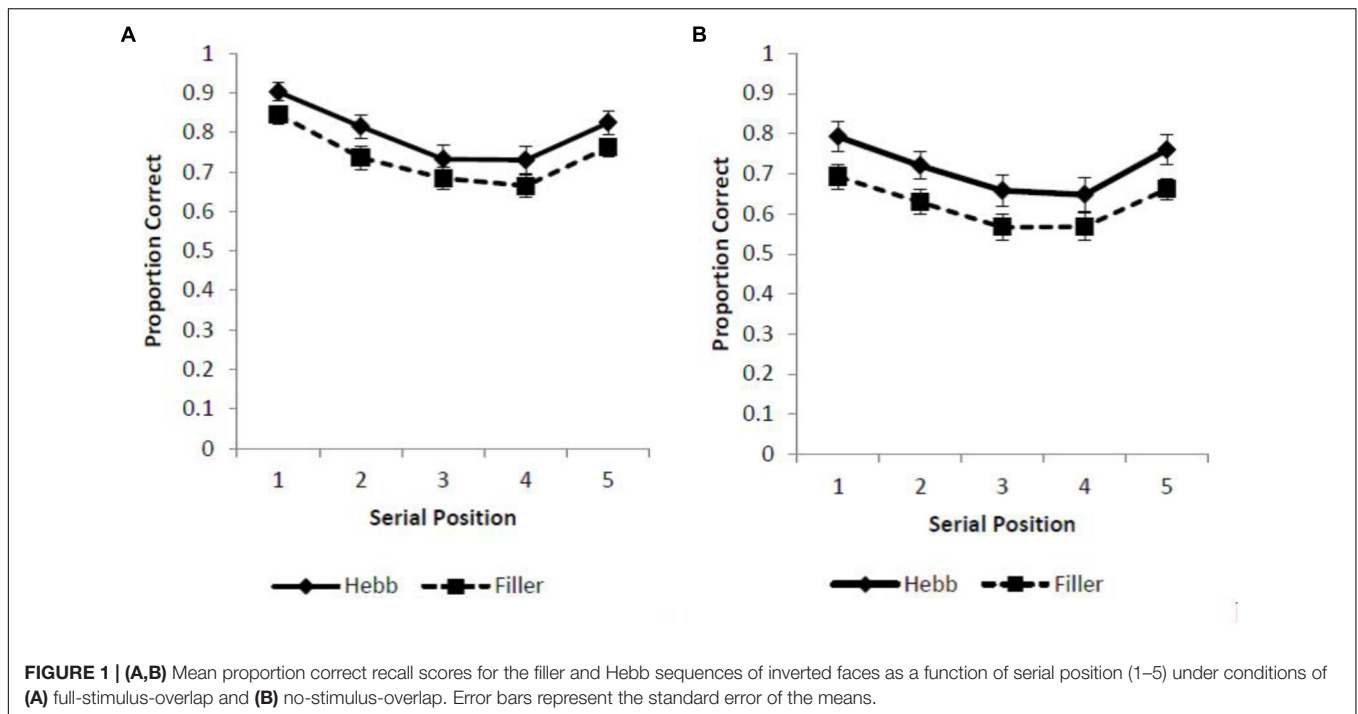 A
1
0.9
0.8
0.7
0.6
0.5
0.4
0.3
0.2
0.1
0
Proportion Correct
1 2 3 4 5
Serial Position
Hebb Filler
B
1
0.9
0.8
0.7
0.6
0.5
0.4
0.3
0.2
0.1
0
Proportion Correct
1 2 3 4 5
Serial Position
Hebb Filler
FIGURE 1 | (A,B) Mean proportion correct recall scores for the filler and Hebb sequences of inverted faces as a function of serial position (1–5) under conditions of
(A) full-stimulus-overlap and (B) no-stimulus-overlap. Error bars represent the standard error of the means.